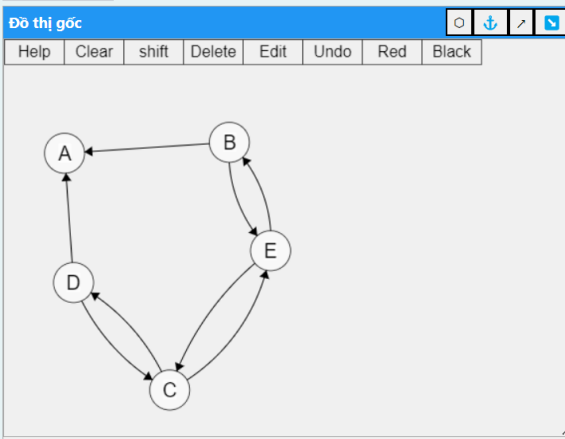 Đồ thị gốc
Help Clear shift Delete Edit Undo Red Black
B
A
E
D
C